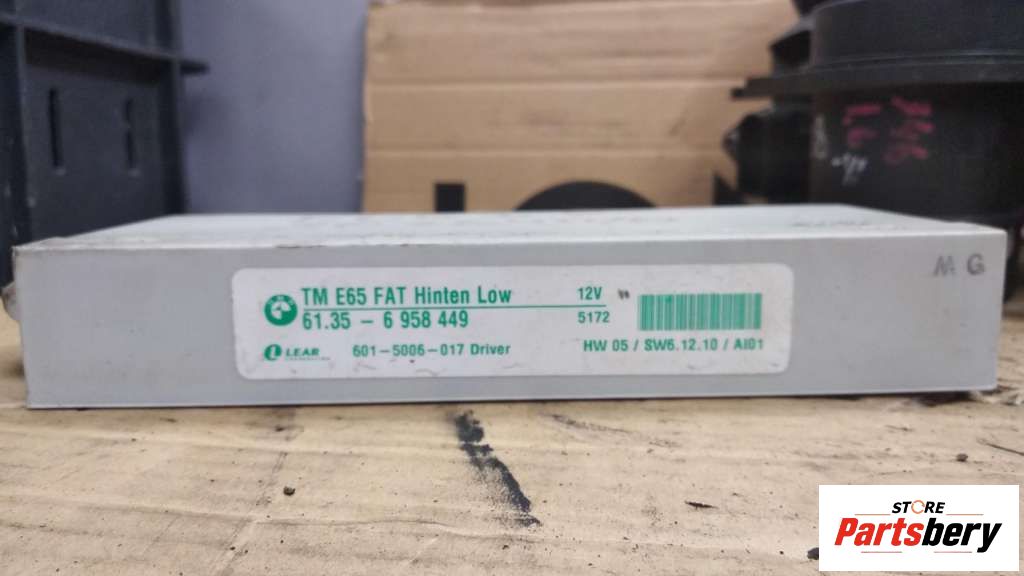 TM E65 FAT Hinten Low 12V
61.35 - 6 958 449 5172
LEAR 601-5006-017 Driver HW 05 / SW6.12.10 / AI01
M G
STORE
Partsbery